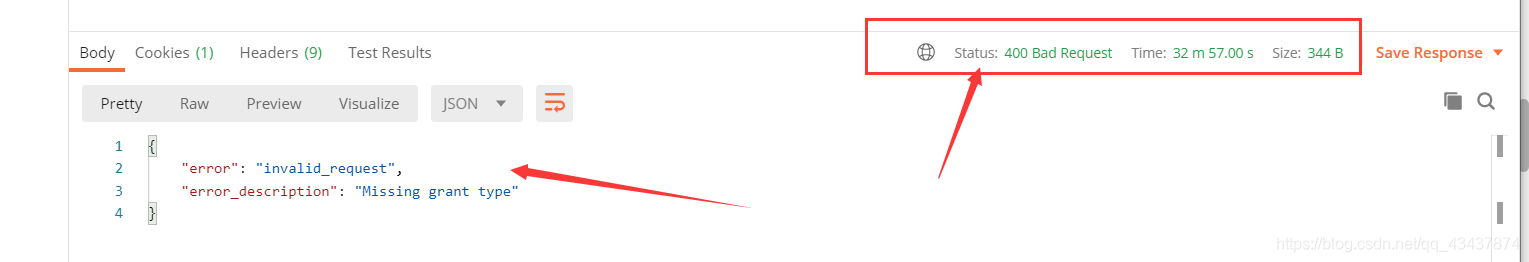 Body Cookies (1) Headers (9) Test Results Status: 400 Bad Request Time: 32 m 57.00 s Size: 344 B Save Response
Pretty Raw Preview Visualize JSON
1 {
2 "error": "invalid_request",
3 "error_description": "Missing grant type"
4 }
https://blog.csdn.net/qq_43437874